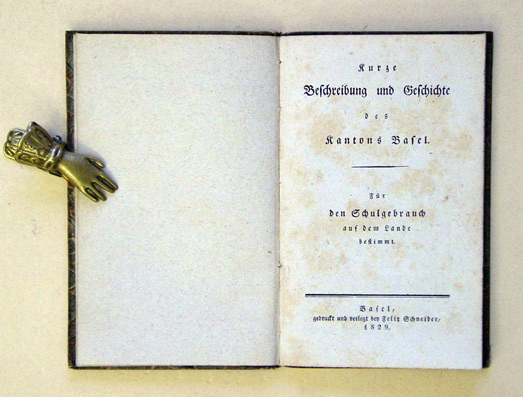 Kurze
Beschreibung und Geschichte
des
Kantons Basel.
Für
den Schulgebrauch
auf dem Lande
bestimmt.
Basel,
gedruckt und verlegt bey Felix Schneider,
1829.